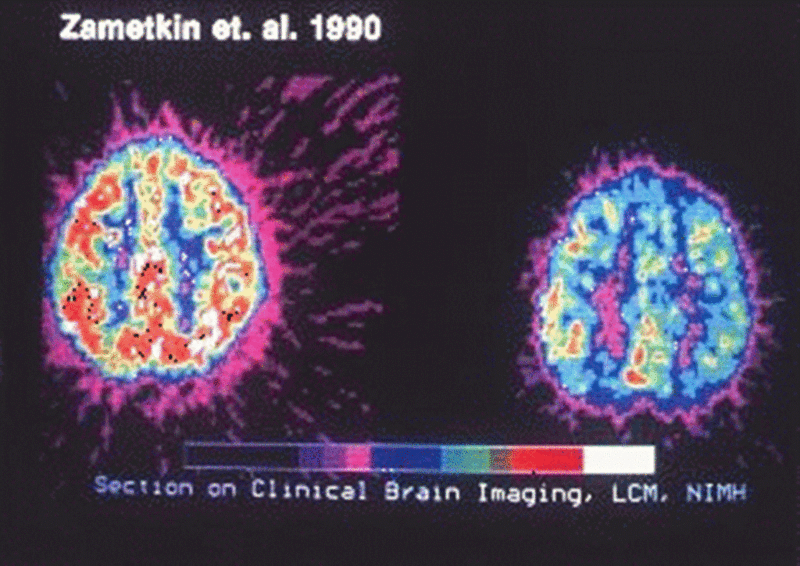 Zametkin et. al. 1990
Section on Clinical Brain Imaging, LCM, NIMH